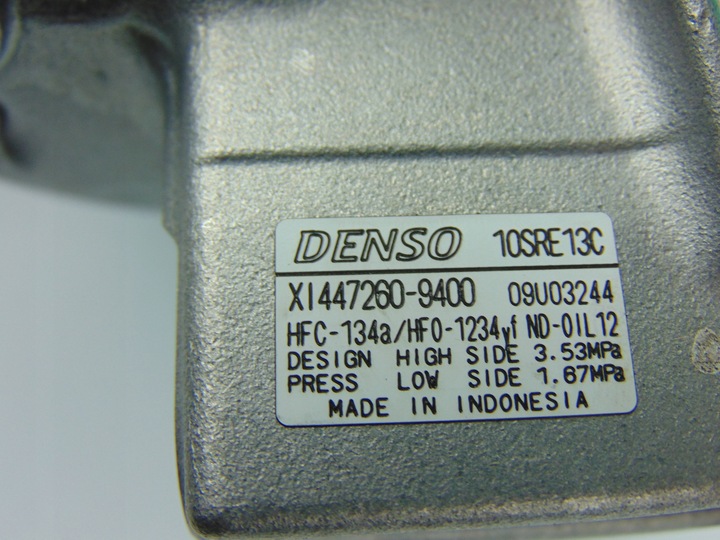 DENSO 10SRE13C
XI447260-9400 09U03244
HFC-134a/HFO-1234yf ND-OIL12
DESIGN HIGH SIDE 3.53MPa
PRESS LOW SIDE 1.67MPa
MADE IN INDONESIA